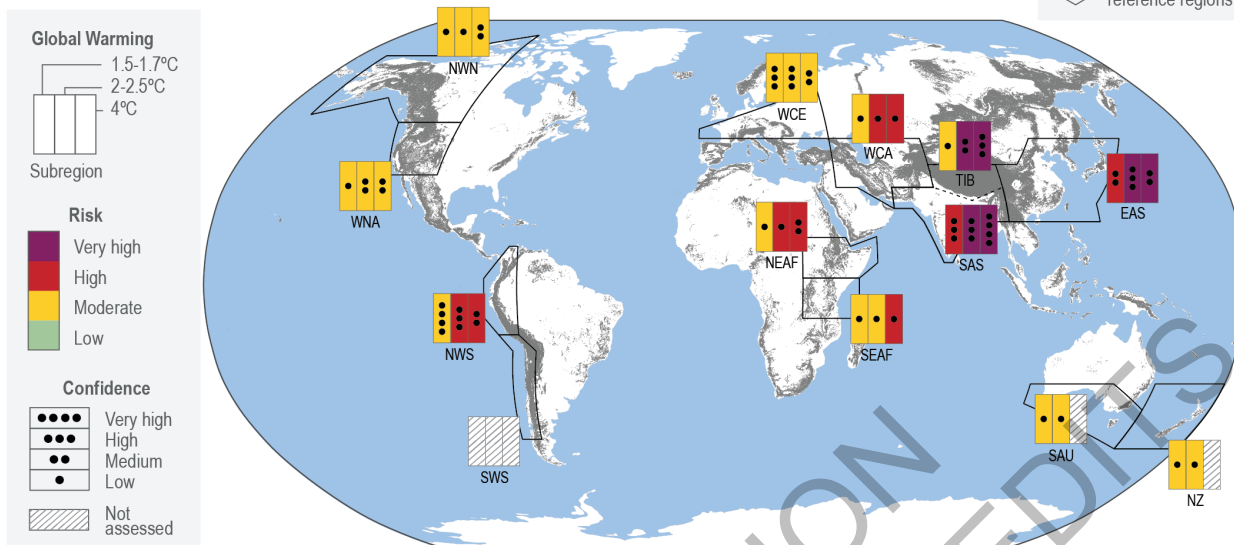 reference regions
Global Warming
1.5-1.7ºC
2-2.5ºC
4ºC
Subregion
Risk
Very high
High
Moderate
Low
Confidence
Very high
High
Medium
Low
Not
assessed
NWN
WNA
NWS
SWS
WCE
WCA
TIB
EAS
SAS
NEAF
SEAF
SAU
NZ
ION
EDITS